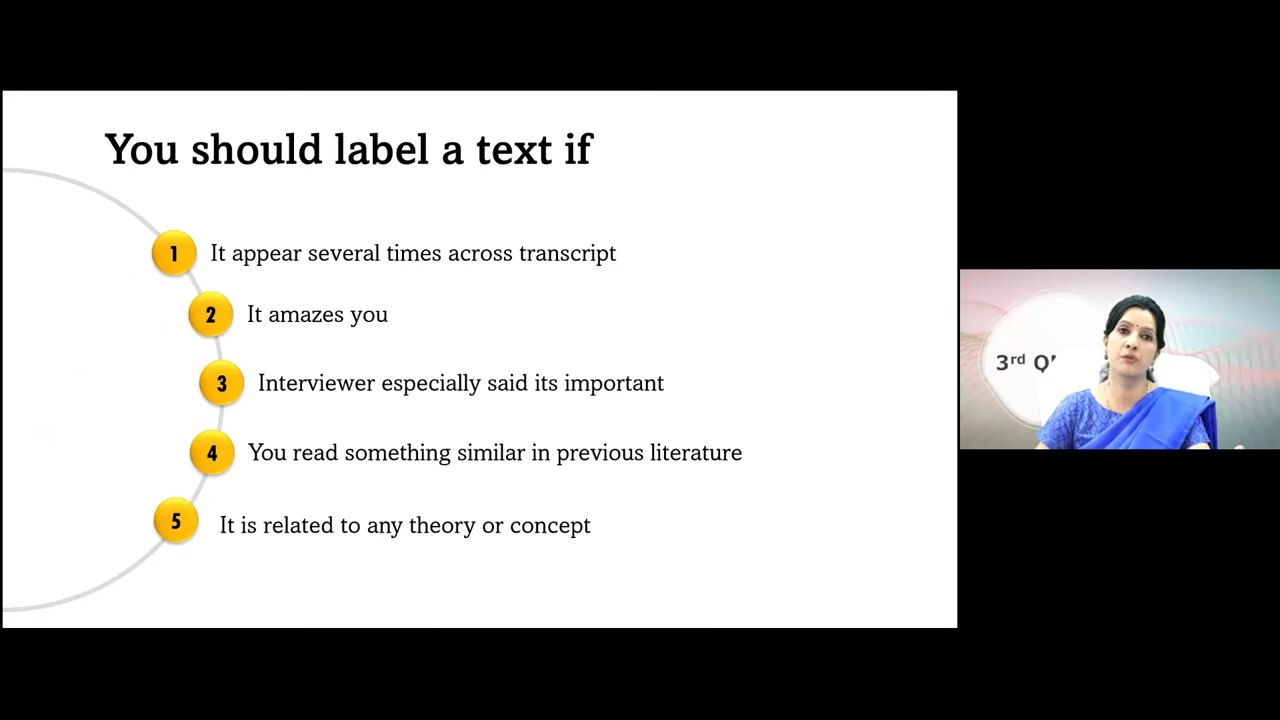 You should label a text if
1 It appear several times across transcript
2 It amazes you
3 Interviewer especially said its important
4 You read something similar in previous literature
5 It is related to any theory or concept
3rd